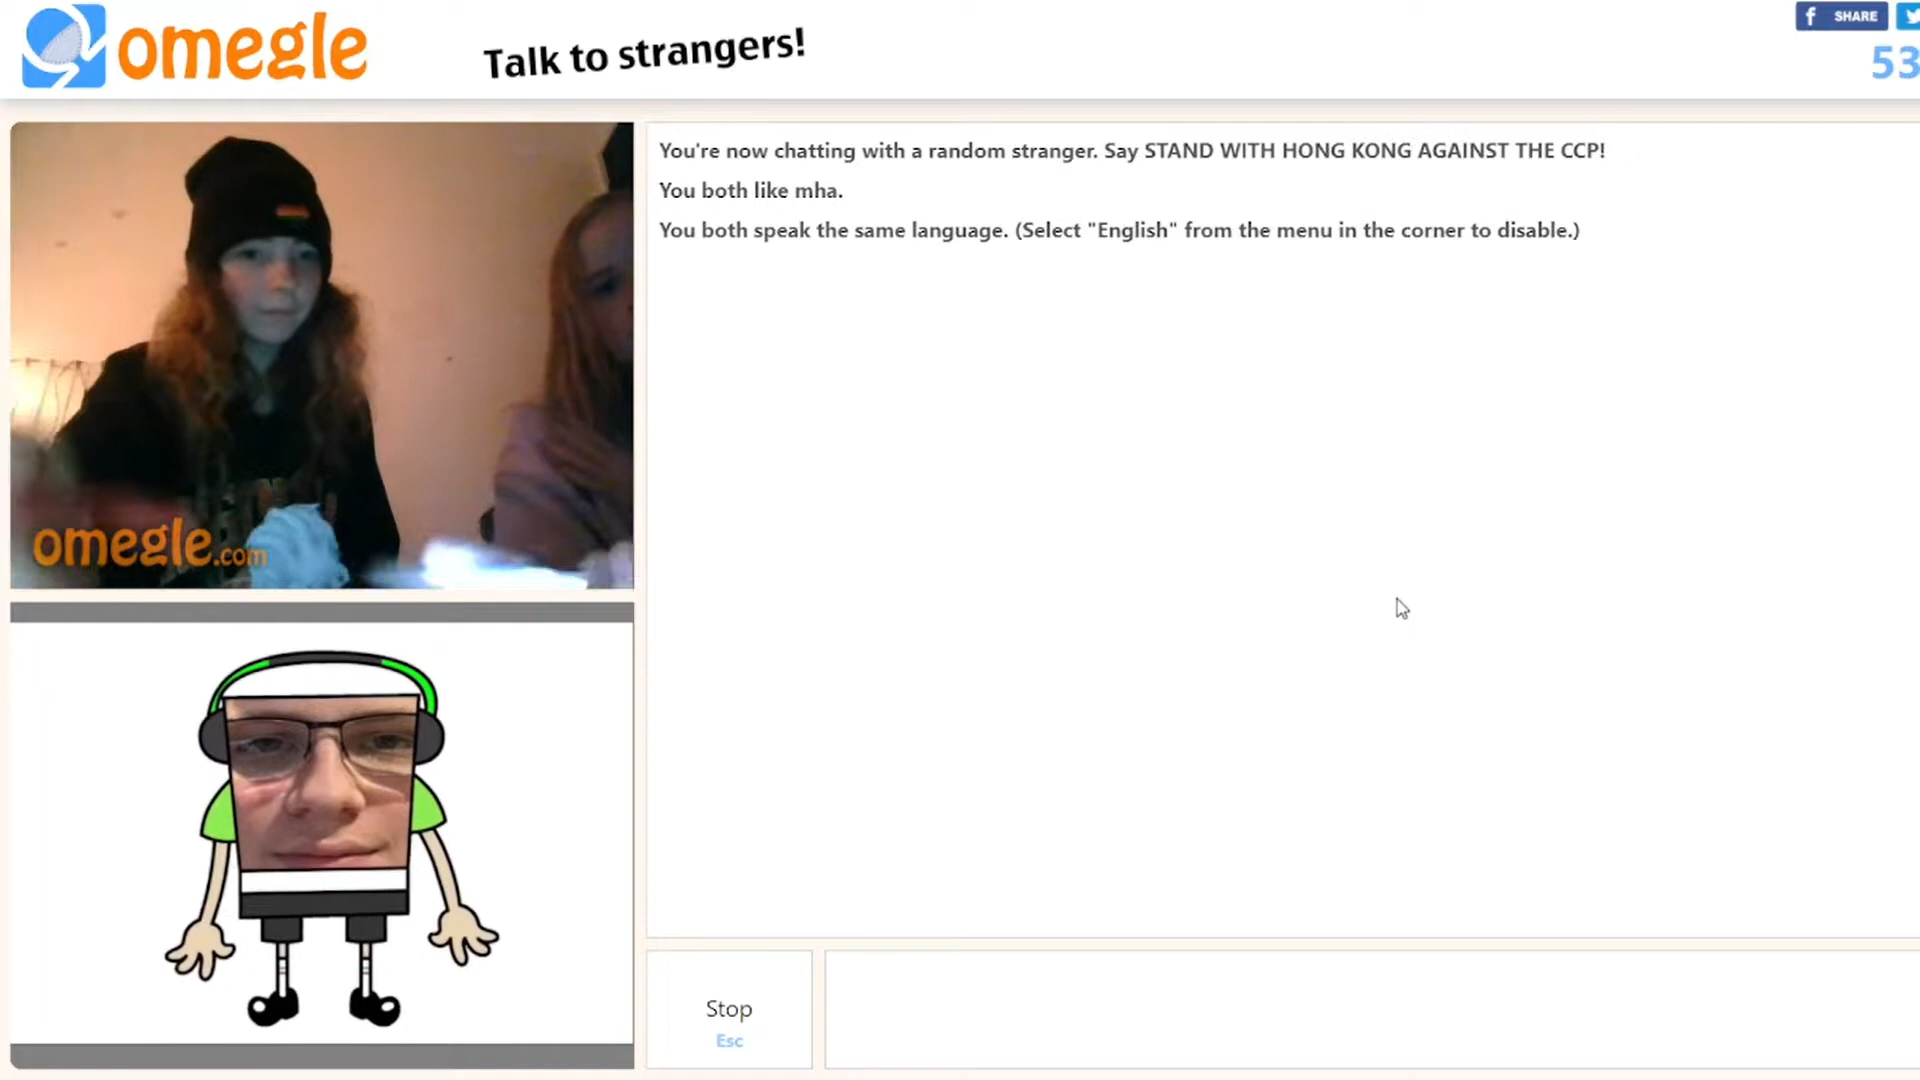 omegle
Talk to strangers!
SHARE
53
You're now chatting with a random stranger. Say STAND WITH HONG KONG AGAINST THE CCP!
You both like mha.
You both speak the same language. (Select "English" from the menu in the corner to disable.)
omegle.com
Stop
Esc